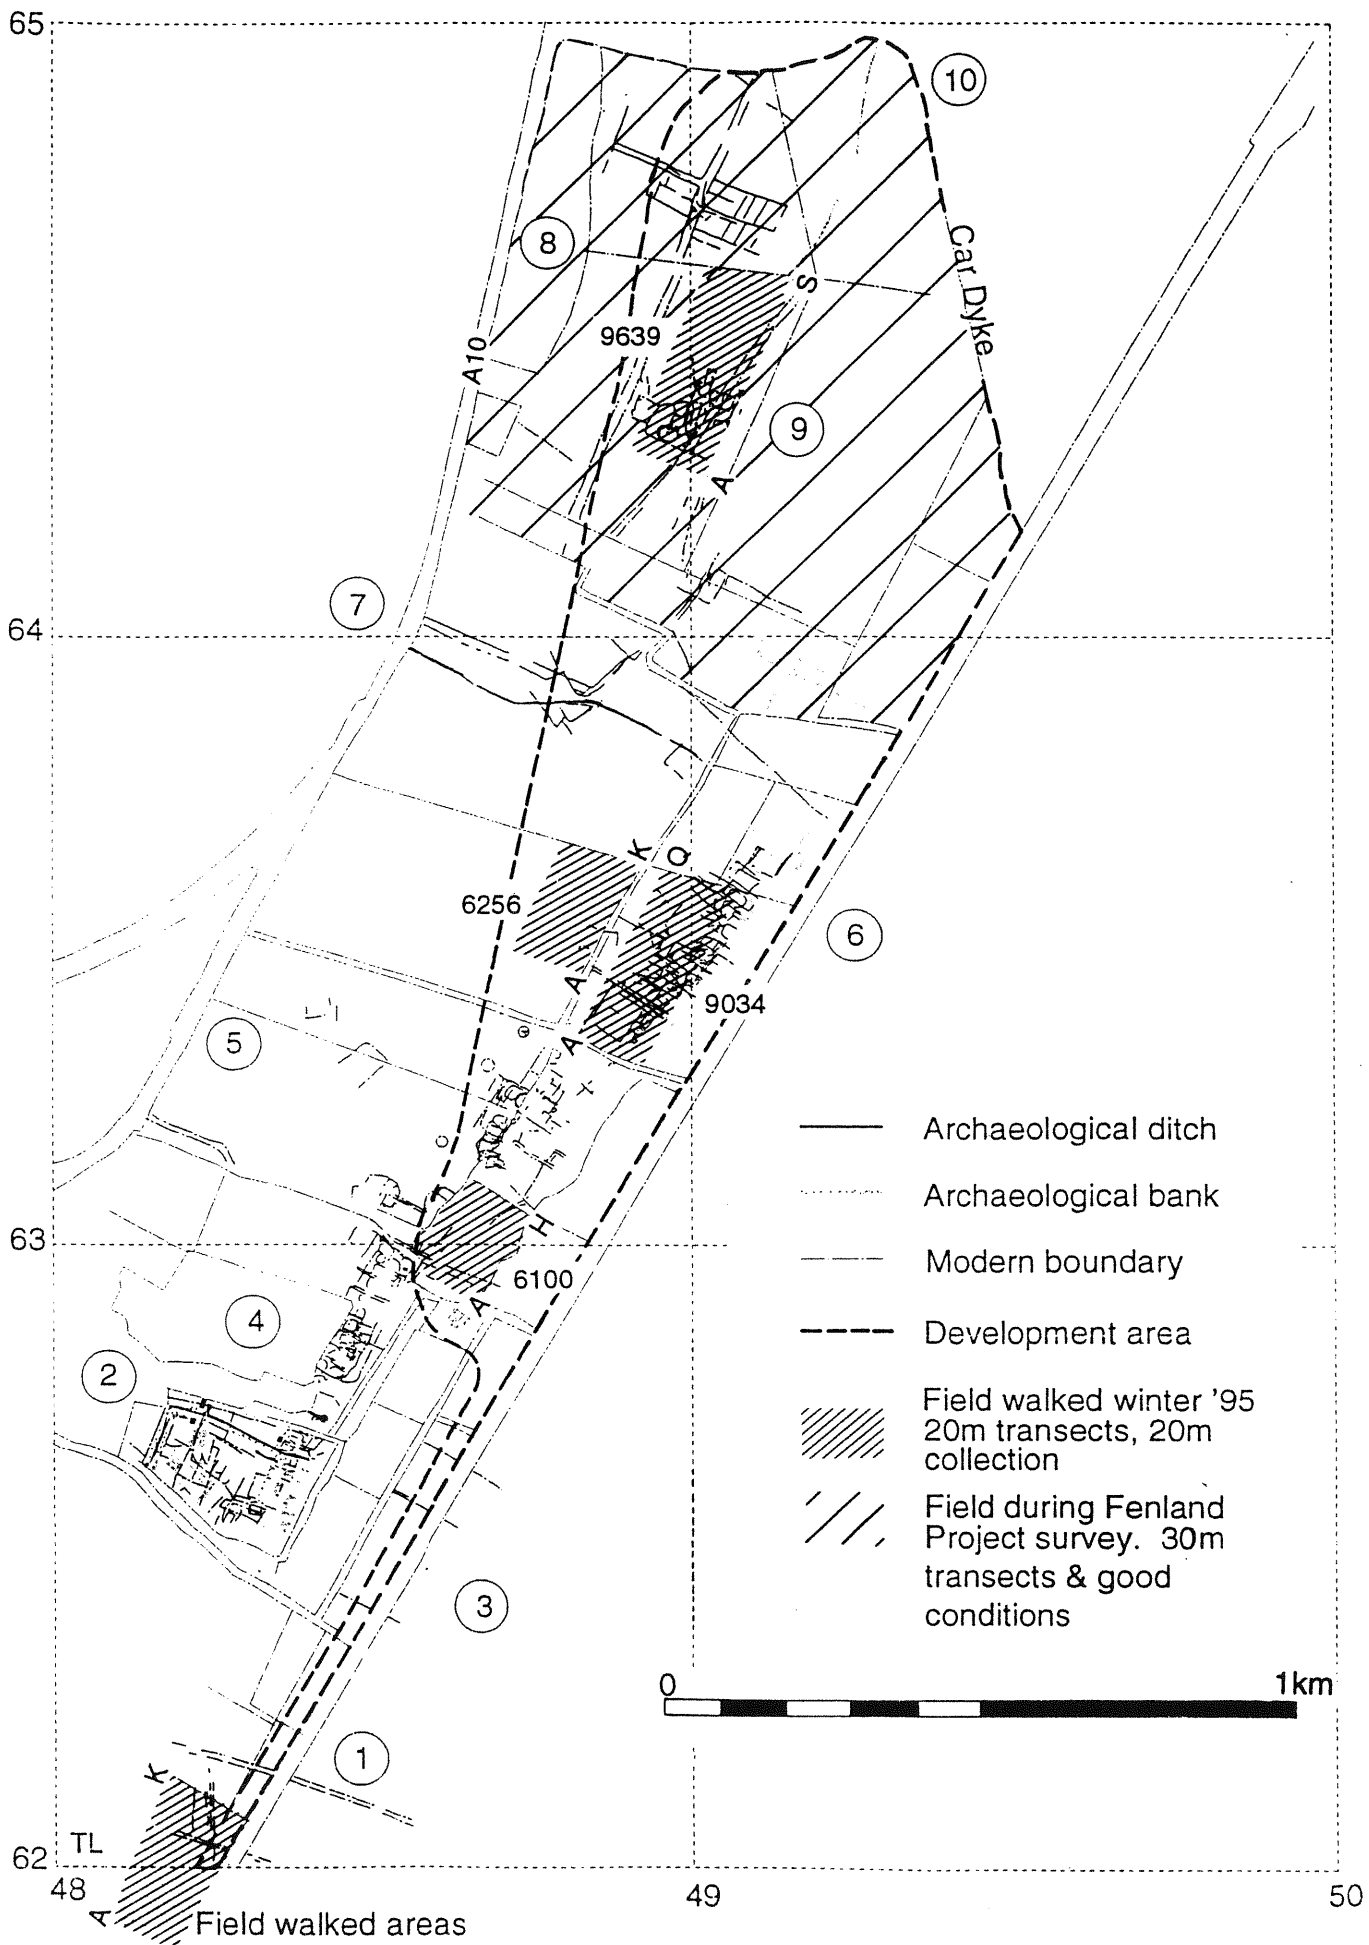 65
10
Car Dyke
8
S
9639
A10
9
A
7
64
K
Q
6256
6
A
9034
A
5
Archaeological ditch
Archaeological bank
Modern boundary
Development area
Field walked winter '95
20m transects, 20m
collection
Field during Fenland
Project survey. 30m
transects & good
conditions
H
63
6100
A
4
2
3
0
1km
1
K
TL
62
48
49
50
A
Field walked areas